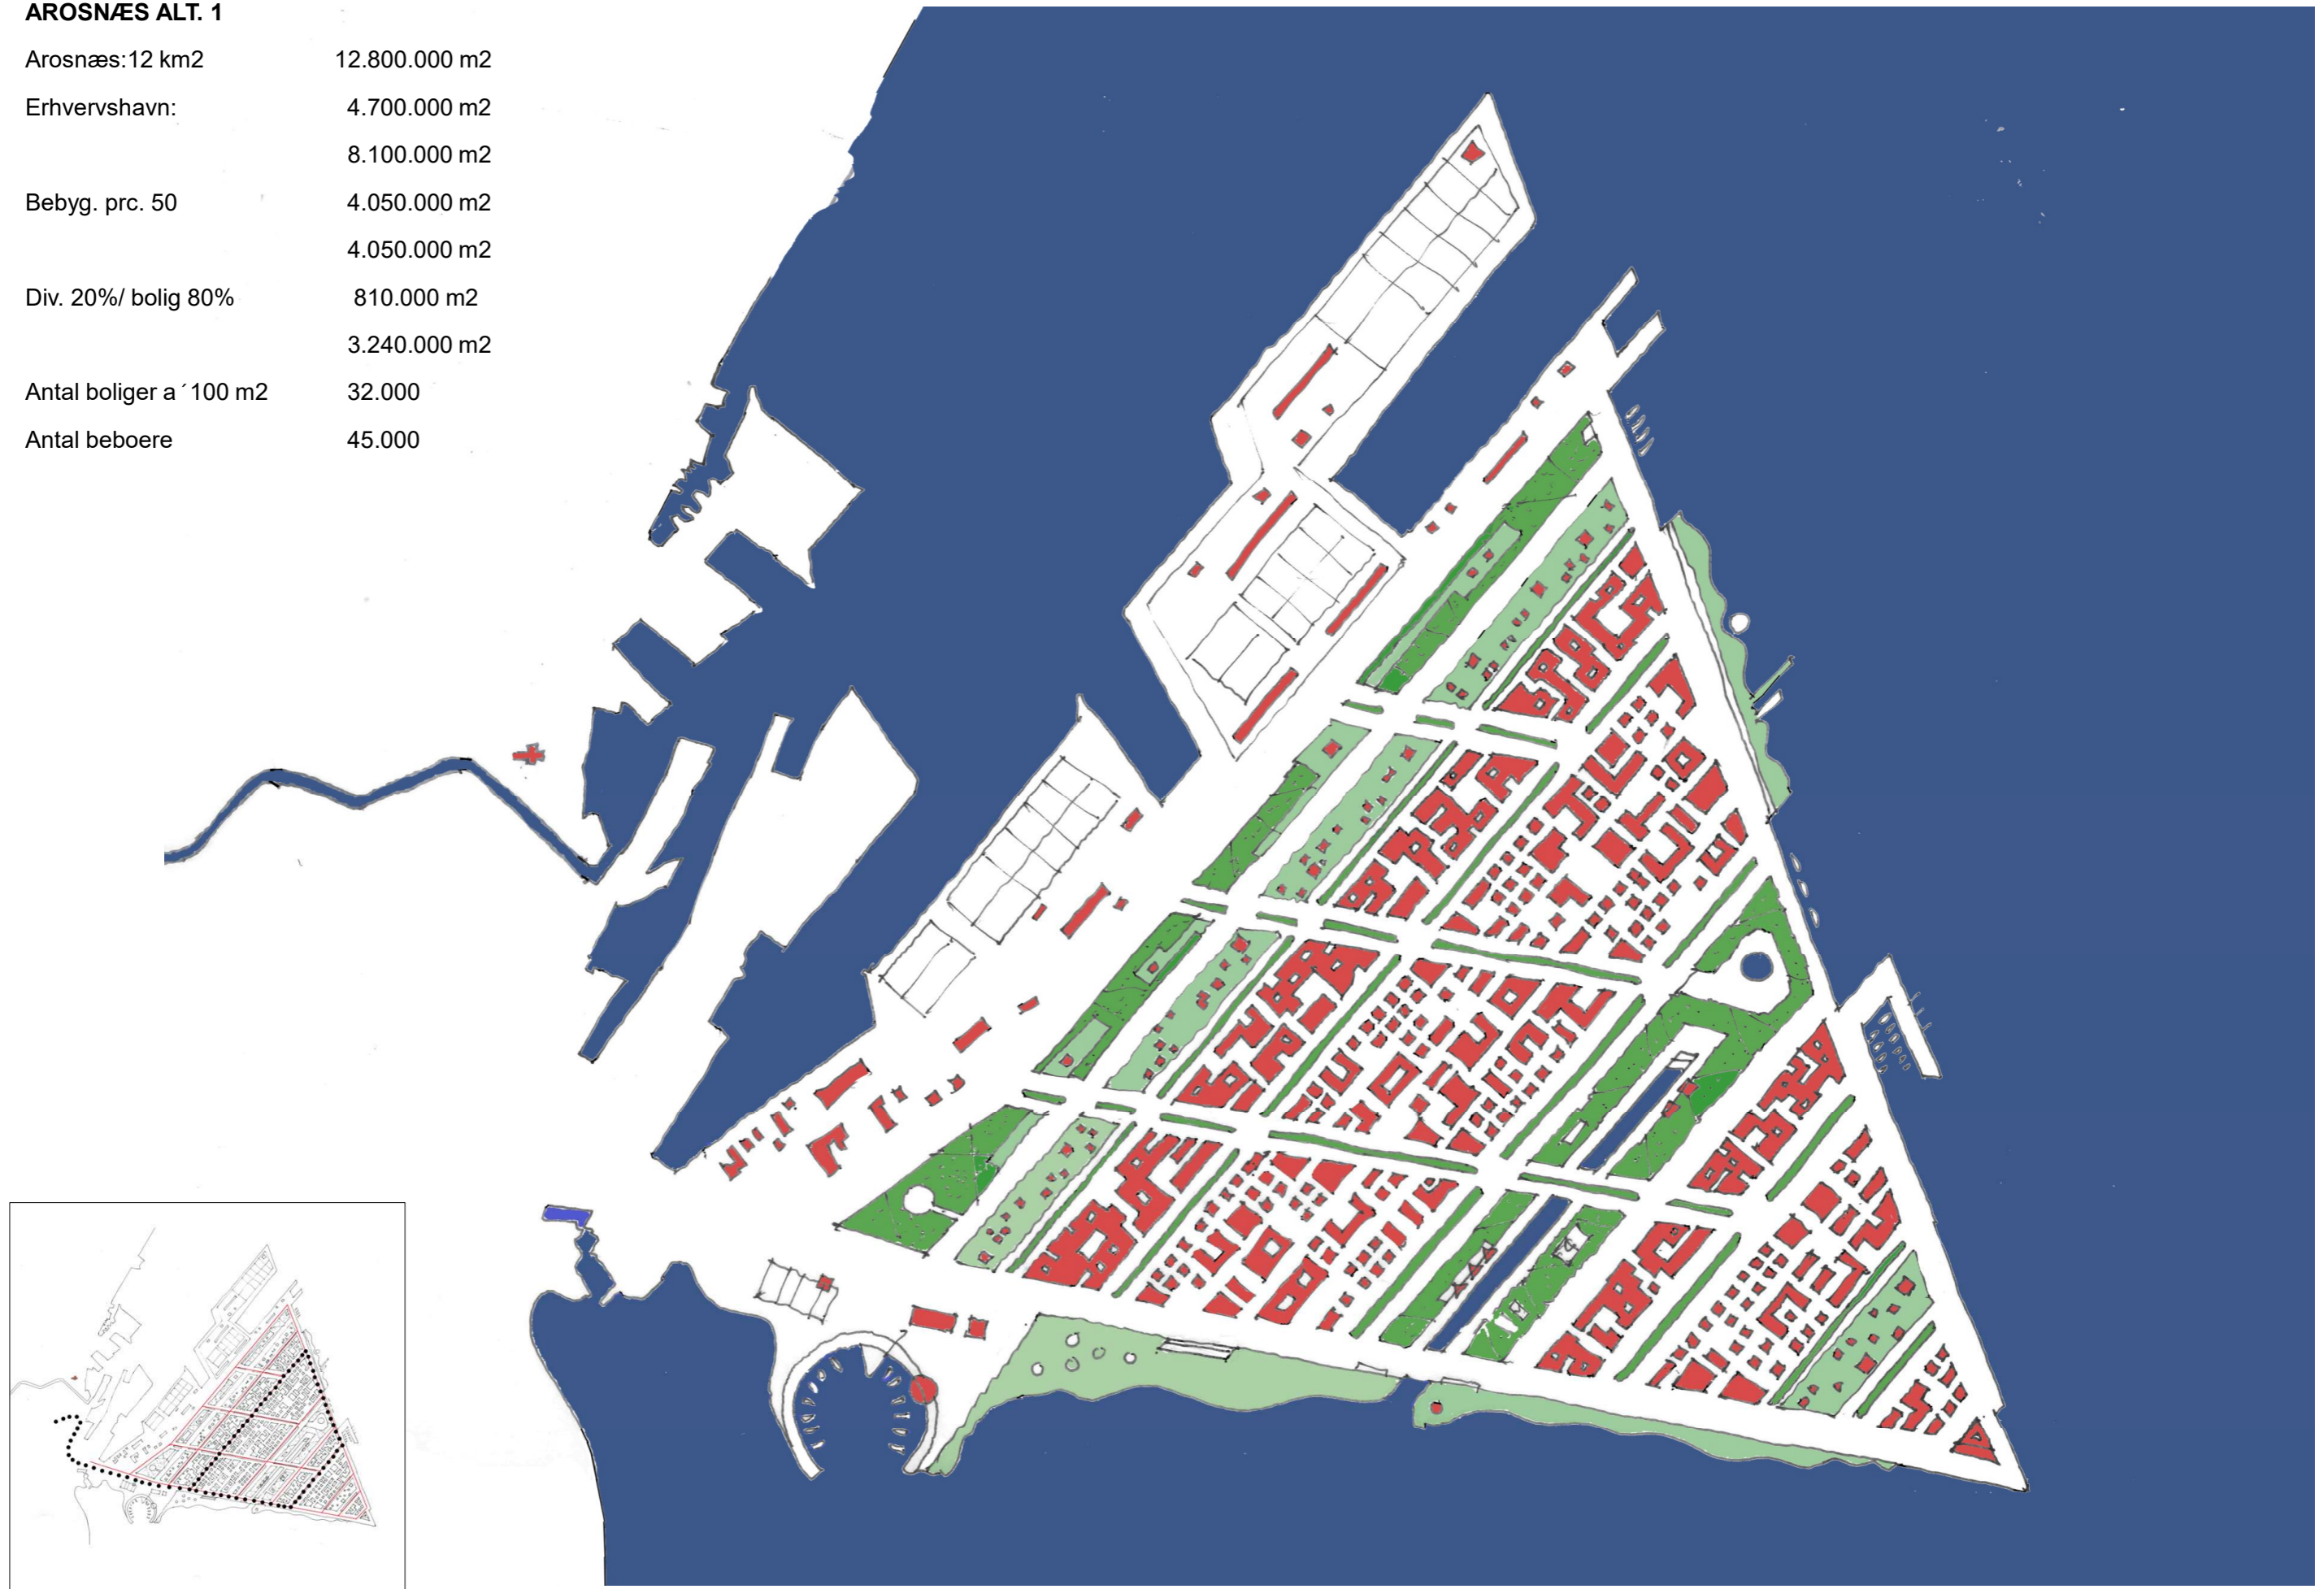 AROSNÆS ALT. 1
Arosnæs:12 km2 12.800.000 m2
Erhvervshavn: 4.700.000 m2
8.100.000 m2
Bebyg. prc. 50 4.050.000 m2
4.050.000 m2
Div. 20%/ bolig 80% 810.000 m2
3.240.000 m2
Antal boliger a´100 m2 32.000
Antal beboere 45.000